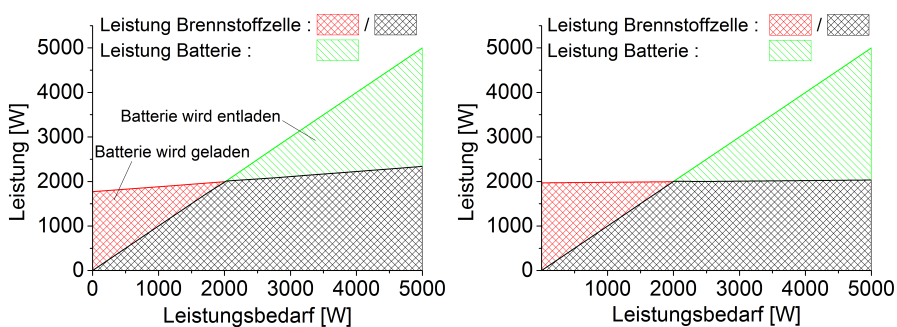 Leistung Brennstoffzelle : /
Leistung Batterie :
5000
4000
3000
2000
1000
0
Leistung [W]
Batterie wird entladen
Batterie wird geladen
0 1000 2000 3000 4000 5000
Leistungsbedarf [W]
Leistung Brennstoffzelle : /
Leistung Batterie :
5000
4000
3000
2000
1000
0
Leistung [W]
1000 2000 3000 4000 5000
Leistungsbedarf [W]